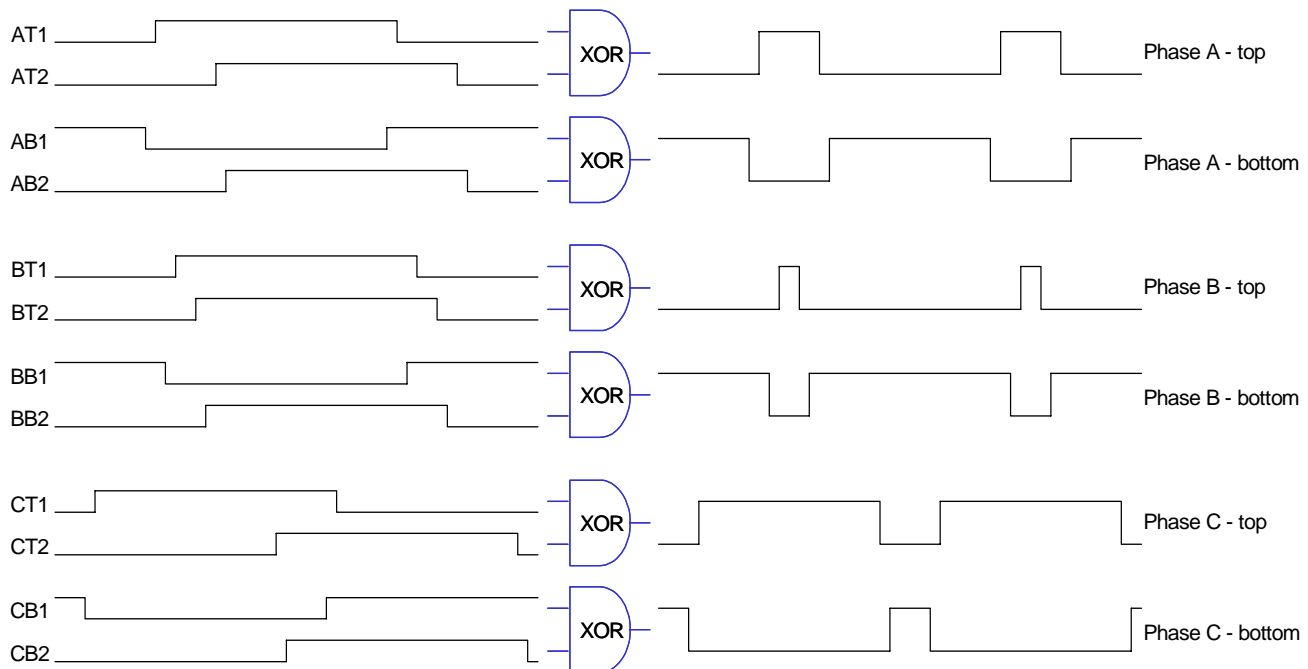 AT1
AT2
XOR
Phase A - top
AB1
AB2
XOR
Phase A - bottom
BT1
BT2
XOR
Phase B - top
BB1
BB2
XOR
Phase B - bottom
CT1
CT2
XOR
Phase C - top
CB1
CB2
XOR
Phase C - bottom